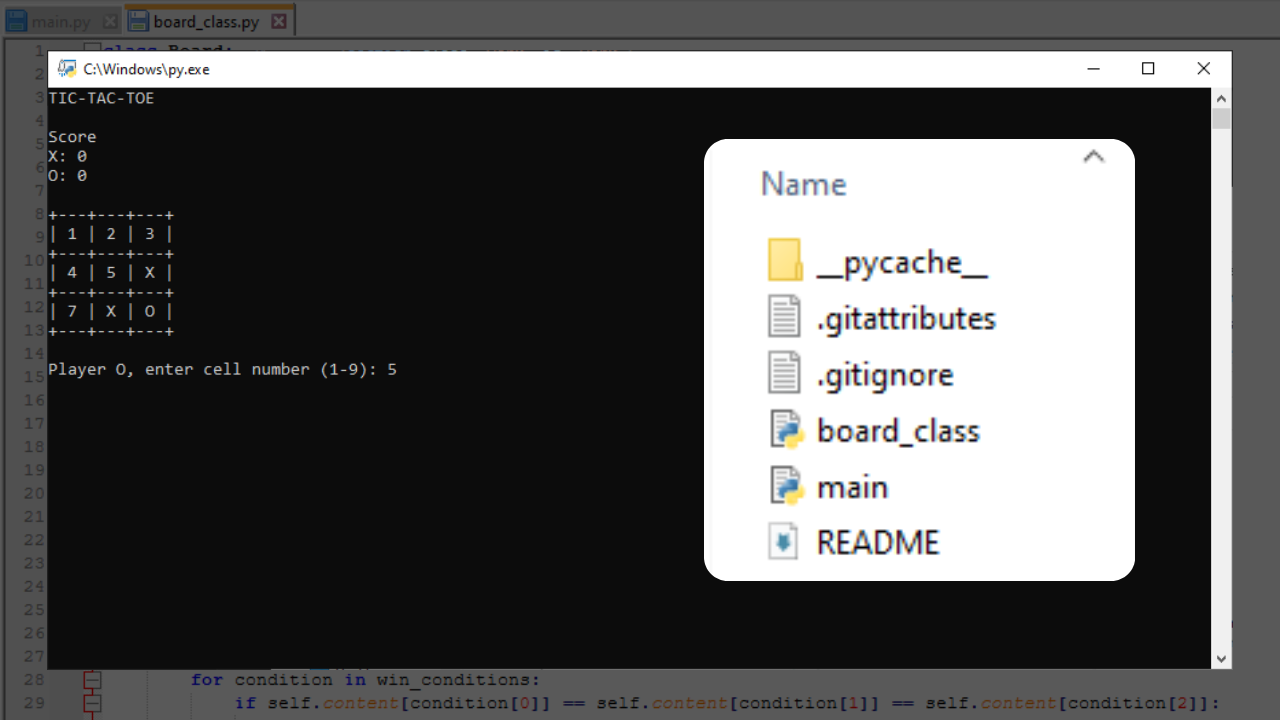 main.py
board_class.py
class Board:
C:\Windows\py.exe
TIC-TAC-TOE
Score
X: 0
O: 0
+---+---+---+
| 1 | 2 | 3 |
+---+---+---+
| 4 | 5 | X |
+---+---+---+
| 7 | X | O |
+---+---+---+
Player O, enter cell number (1-9): 5
Name
__pycache__
.gitattributes
.gitignore
board_class
main
README
1
2
3
4
5
6
7
8
9
10
11
12
13
14
15
16
17
18
19
20
21
22
23
24
25
26
27
28 for condition in win_conditions:
29 if self.content[condition[0]] == self.content[condition[1]] == self.content[condition[2]]: